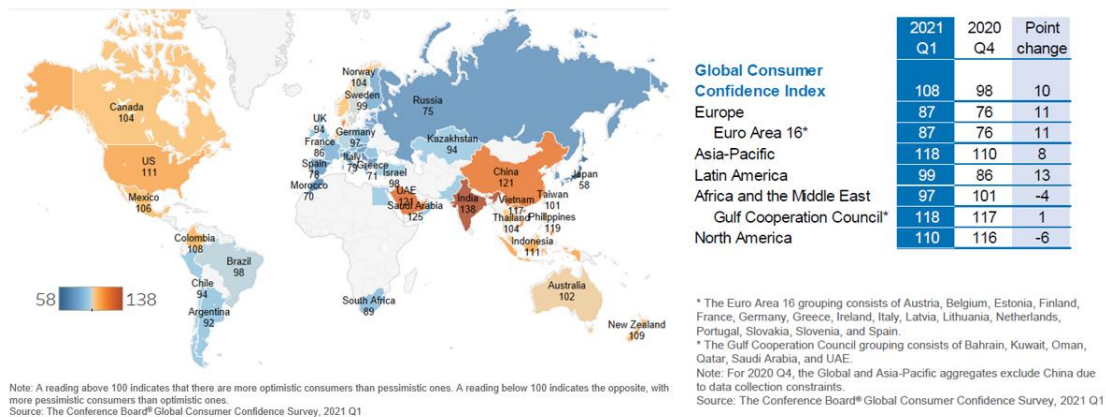 Norway
104
Sweden
99
Russia
75
Canada
104
UK
94
Germany
97
Kazakhstan
94
France
86
US
111
Spain
78
Italy
79
Greece
71
Israel
98
China
121
Japan
58
Morocco
70
UAE
121
Taiwan
101
Mexico
106
Saudi Arabia
125
India
138
Vietnam
117
Thailand
104
Philippines
119
Colombia
108
Indonesia
111
Brazil
98
Chile
94
Australia
102
58
138
South Africa
89
Argentina
92
New Zealand
109
Note: A reading above 100 indicates that there are more optimistic consumers than pessimistic ones. A reading below 100 indicates the opposite, with
more pessimistic consumers than optimistic ones.
Source: The Conference Board® Global Consumer Confidence Survey, 2021 Q1
2021 2020 Point
Q1 Q4 change
Global Consumer
Confidence Index 108 98 10
Europe 87 76 11
Euro Area 16* 87 76 11
Asia-Pacific 118 110 8
Latin America 99 86 13
Africa and the Middle East 97 101 -4
Gulf Cooperation Council* 118 117 1
North America 110 116 -6
* The Euro Area 16 grouping consists of Austria, Belgium, Estonia, Finland,
France, Germany, Greece, Ireland, Italy, Latvia, Lithuania, Netherlands,
Portugal, Slovakia, Slovenia, and Spain.
* The Gulf Cooperation Council grouping consists of Bahrain, Kuwait, Oman,
Qatar, Saudi Arabia, and UAE.
Note: For 2020 Q4, the Global and Asia-Pacific aggregates exclude China due
to data collection constraints.
Source: The Conference Board® Global Consumer Confidence Survey, 2021 Q1